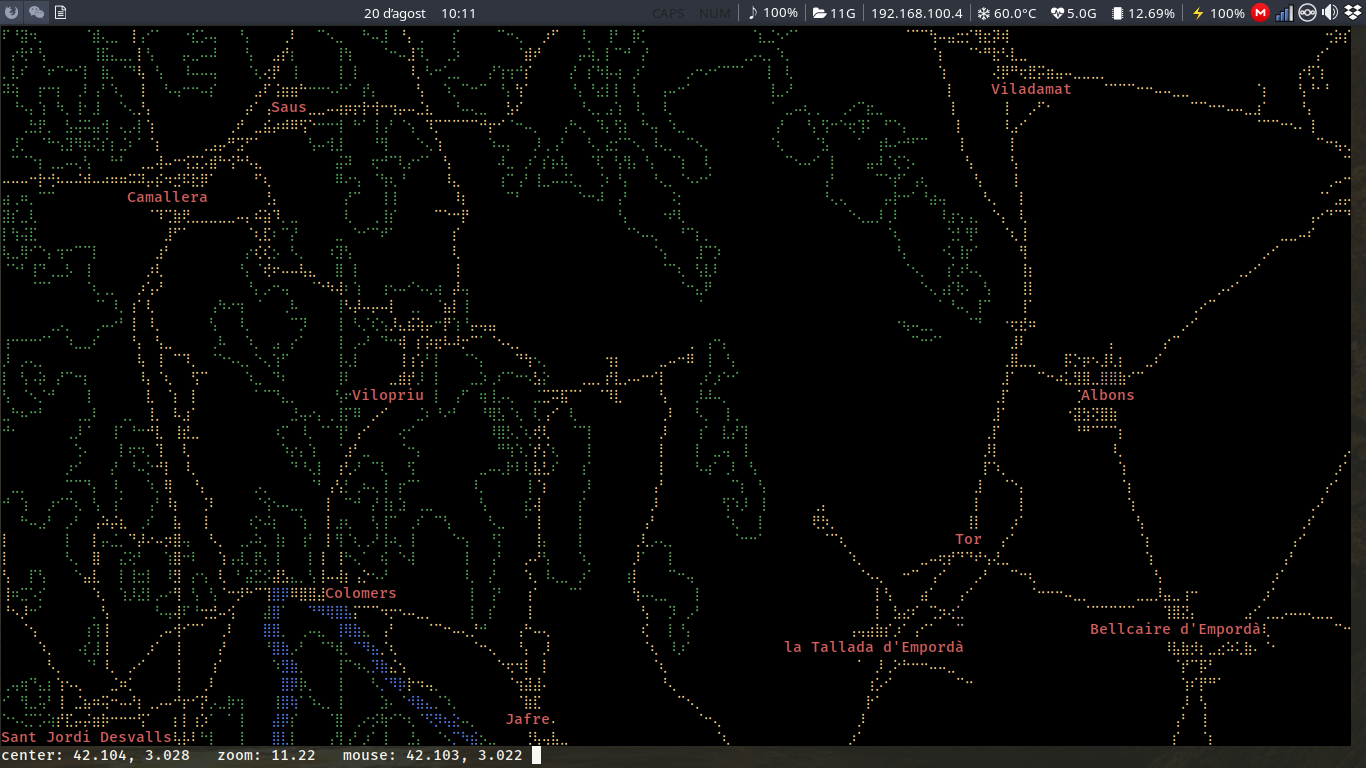 20 d'agost 10:11 CAPS NUM 100% 11G 192.168.100.4 60.0°C 5.0G 12.69% 100% M
Viladamat
Saus
Camallera
Vilopriu
Albons
Tor
Colomers
Bellcaire d'Empordà
la Tallada d'Empordà
Jafre
Sant Jordi Desvalls
center: 42.104, 3.028 zoom: 11.22 mouse: 42.103, 3.022